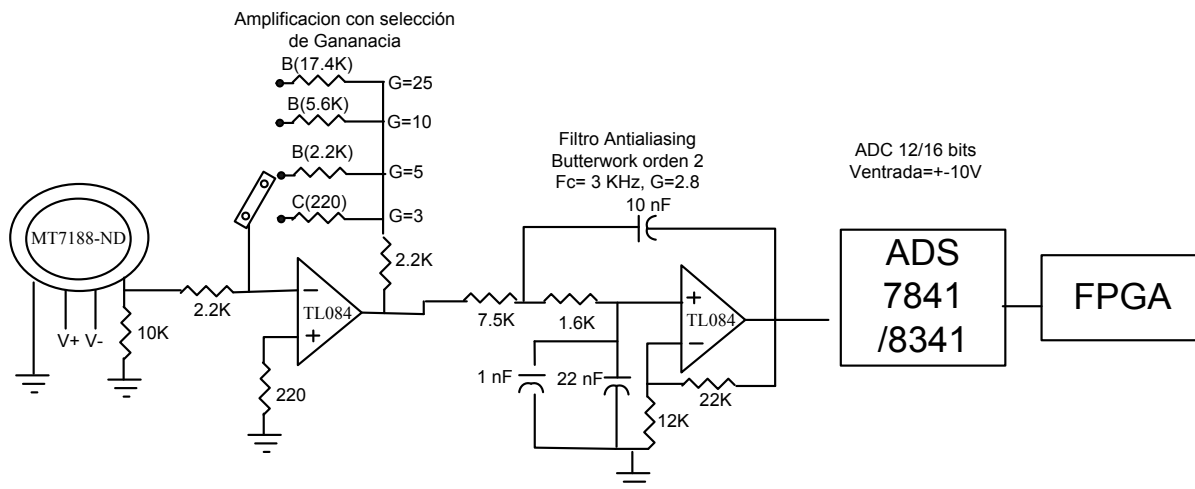 Amplificacion con selección
de Gananacia
B(17.4K)
G=25
B(5.6K)
G=10
B(2.2K)
G=5
C(220)
G=3
2.2K
MT7188-ND
V+ V-
10K
2.2K
TL084
220
Filtro Antialiasing
Butterwork orden 2
Fc= 3 KHz, G=2.8
10 nF
7.5K
1.6K
TL084
1 nF
22 nF
22K
12K
ADC 12/16 bits
Ventrada=+-10V
ADS
7841
/8341
FPGA